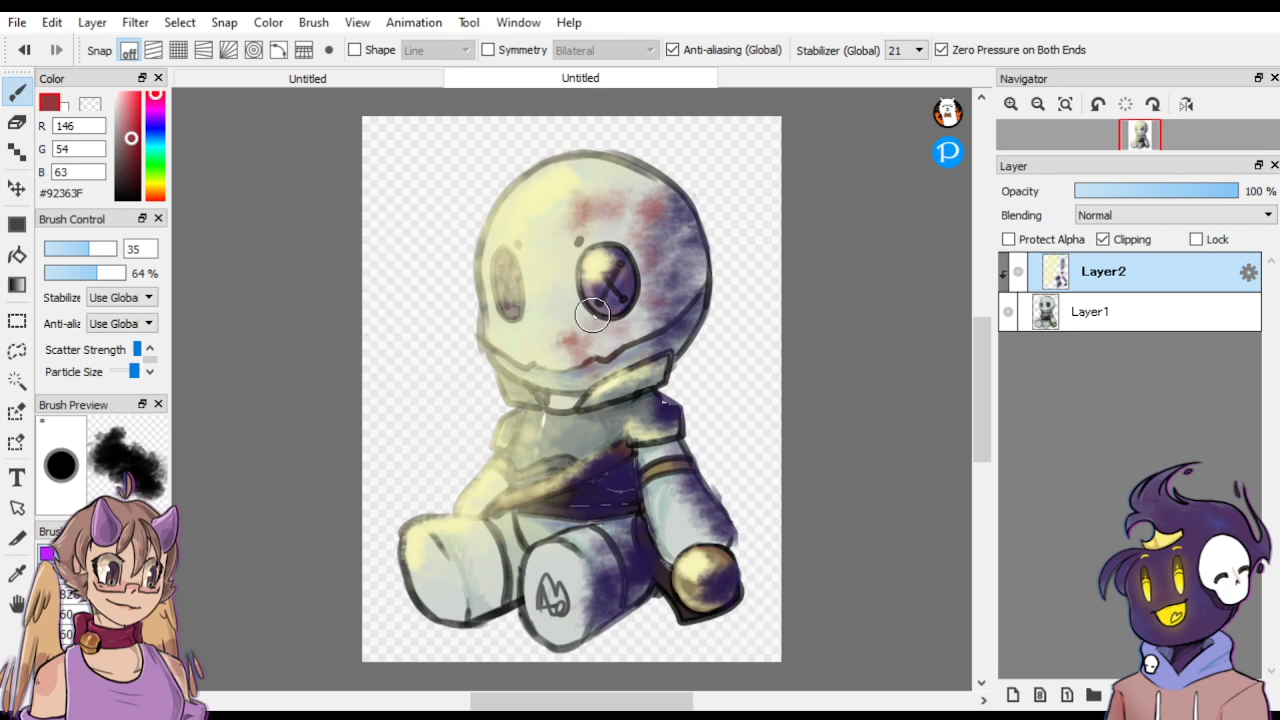 File Edit Layer Filter Select Snap Color Brush View Animation Tool Window Help
Snap off Shape Line Symmetry Bilateral Anti-aliasing (Global) Stabilizer (Global) 21 Zero Pressure on Both Ends
Color Untitled Untitled Navigator
R 146
G 54
B 63
#92363F
Layer
Opacity 100 %
Blending Normal
Brush Control
35
Protect Alpha Clipping Lock
64 %
Layer2
Stabilize Use Globa
Layer1
Anti-alia Use Globa
Scatter Strength
Particle Size
Brush Preview
*
T
P
8
1